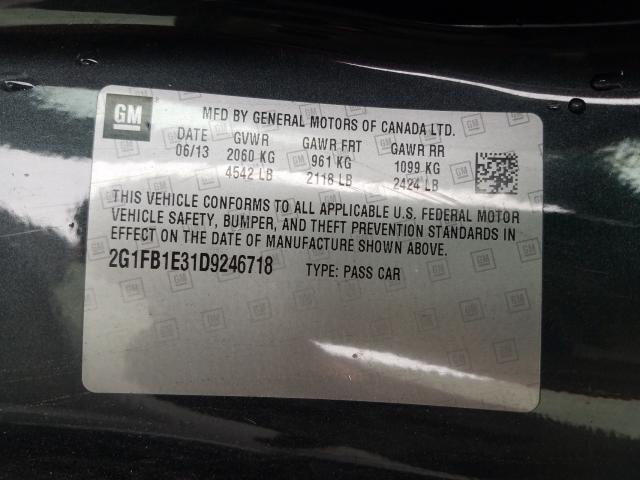 GM
MFD BY GENERAL MOTORS OF CANADA LTD.
DATE GVWR GAWR FRT GAWR RR
06/13 2060 KG 961 KG 1099 KG
4542 LB 2118 LB 2424 LB
THIS VEHICLE CONFORMS TO ALL APPLICABLE U.S. FEDERAL MOTOR
VEHICLE SAFETY, BUMPER, AND THEFT PREVENTION STANDARDS IN
EFFECT ON THE DATE OF MANUFACTURE SHOWN ABOVE.
2G1FB1E31D9246718 TYPE: PASS CAR